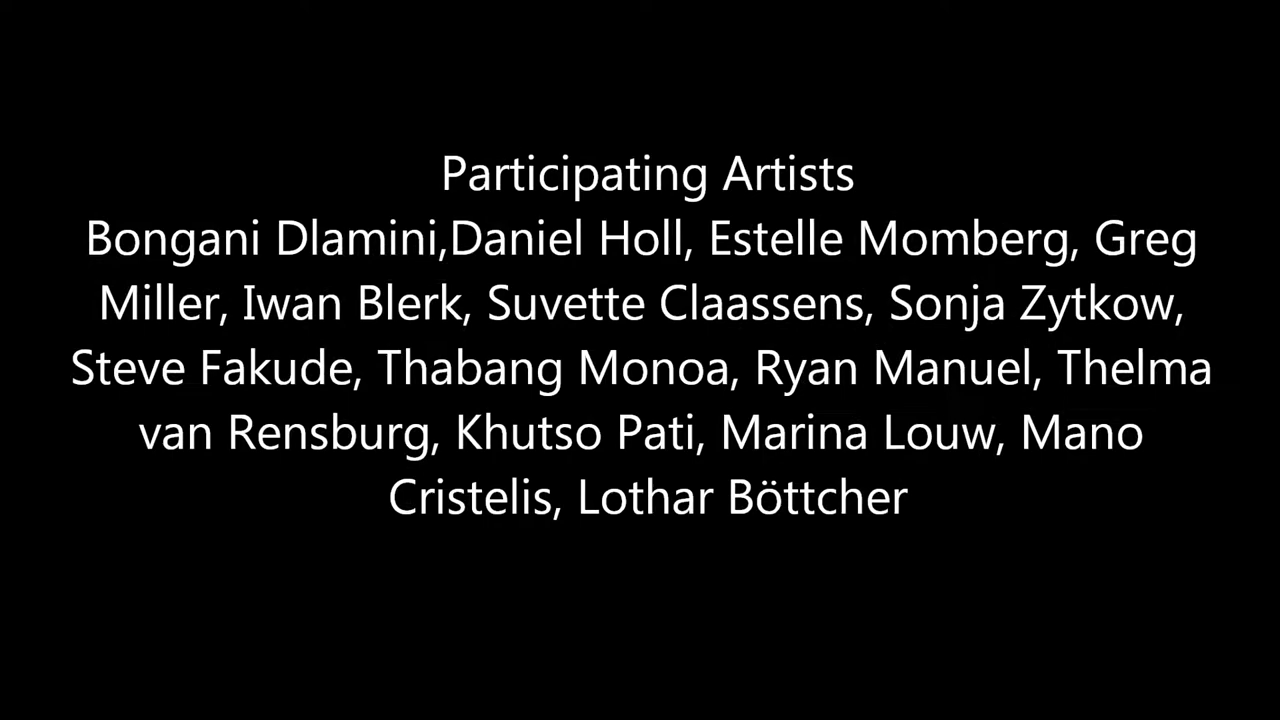 Participating Artists
Bongani Dlamini,Daniel Holl, Estelle Momberg, Greg
Miller, Iwan Blerk, Suvette Claassens, Sonja Zytkow,
Steve Fakude, Thabang Monoa, Ryan Manuel, Thelma
van Rensburg, Khutso Pati, Marina Louw, Mano
Cristelis, Lothar Böttcher